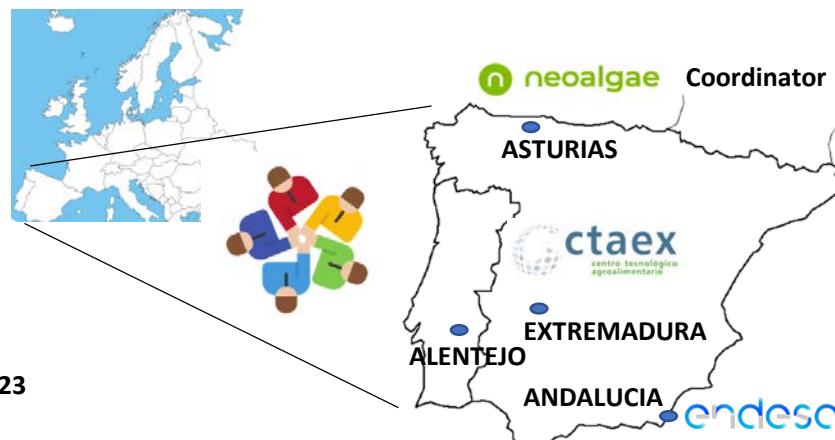 n neoalgae Coordinator
ASTURIAS
ctaex
centro tecnológico
agroalimentario
EXTREMADURA
ALENTEJO
23
ANDALUCIA
endesa